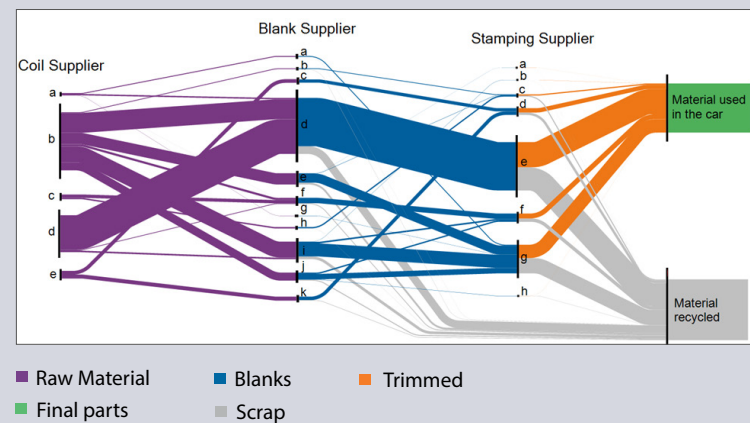 Blank Supplier
Stamping Supplier
Coil Supplier
a
b
c
d
e
a
b
c
d
e
f
g
h
i
j
k
a
b
c
d
e
f
g
h
Material used
in the car
Material
recycled
Raw Material
Blanks
Trimmed
Final parts
Scrap